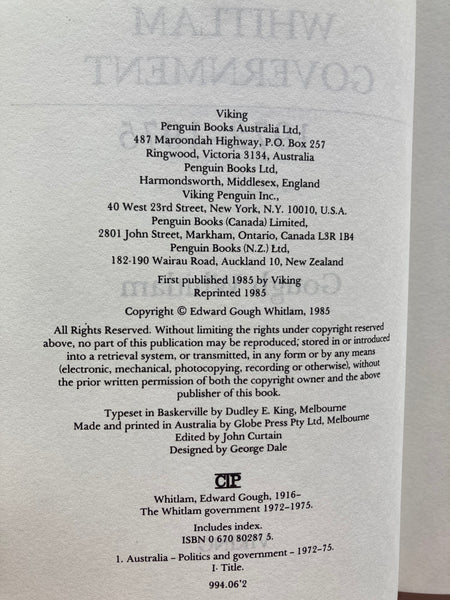 Viking
Penguin Books Australia Ltd,
487 Maroondah Highway, P.O. Box 257
Ringwood, Victoria 3134, Australia
Penguin Books Ltd,
Harmondsworth, Middlesex, England
Viking Penguin Inc.,
40 West 23rd Street, New York, N.Y. 10010, U.S.A.
Penguin Books (Canada) Limited,
2801 John Street, Markham, Ontario, Canada L3R 1B4
Penguin Books (N.Z.) Ltd,
182-190 Wairau Road, Auckland 10, New Zealand
First published 1985 by Viking
Reprinted 1985
Copyright © Edward Gough Whitlam, 1985
All Rights Reserved. Without limiting the rights under copyright reserved
above, no part of this publication may be reproduced, stored in or introduced
into a retrieval system, or transmitted, in any form or by any means
(electronic, mechanical, photocopying, recording or otherwise), without
the prior written permission of both the copyright owner and the above
publisher of this book.
Typeset in Baskerville by Dudley E. King, Melbourne
Made and printed in Australia by Globe Press Pty Ltd, Melbourne
Edited by John Curtain
Designed by George Dale
CIP
Whitlam, Edward Gough, 1916–
The Whitlam government 1972–1975.
Includes index.
ISBN 0 670 80287 5.
1. Australia – Politics and government – 1972–75.
I. Title.
994.06'2